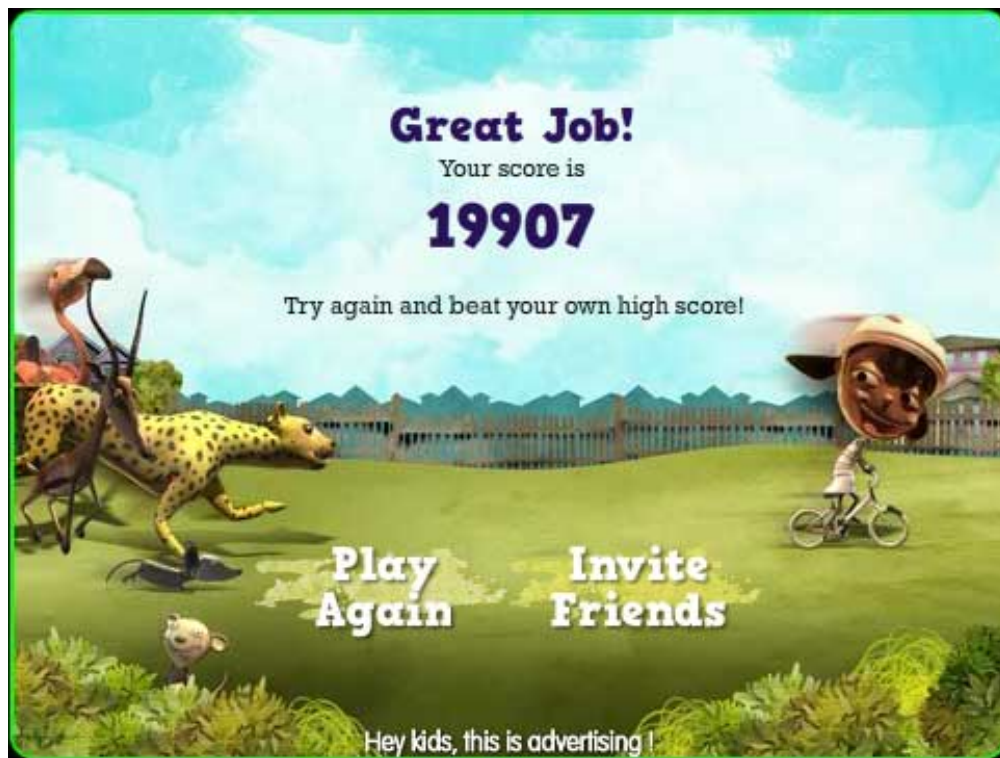 Great Job!
Your score is
19907
Try again and beat your own high score!
Play
Again
Invite
Friends
Hey kids, this is advertising !